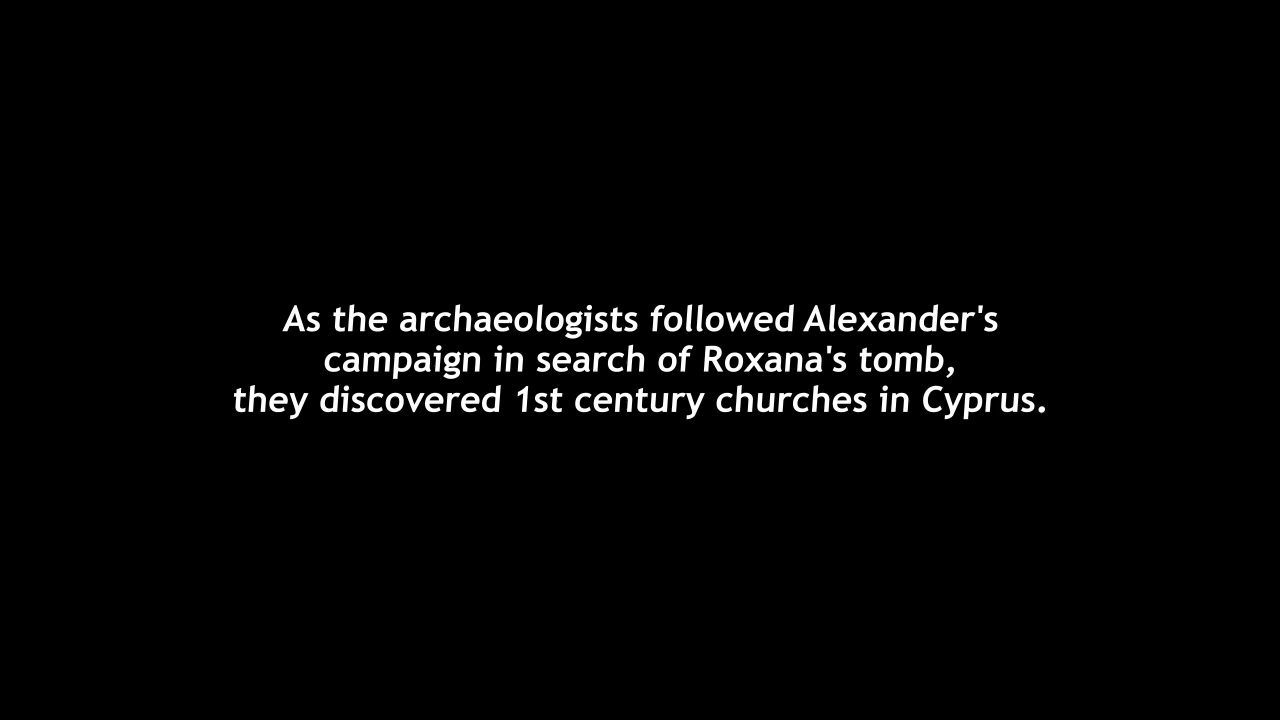 As the archaeologists followed Alexander's
campaign in search of Roxana's tomb,
they discovered 1st century churches in Cyprus.